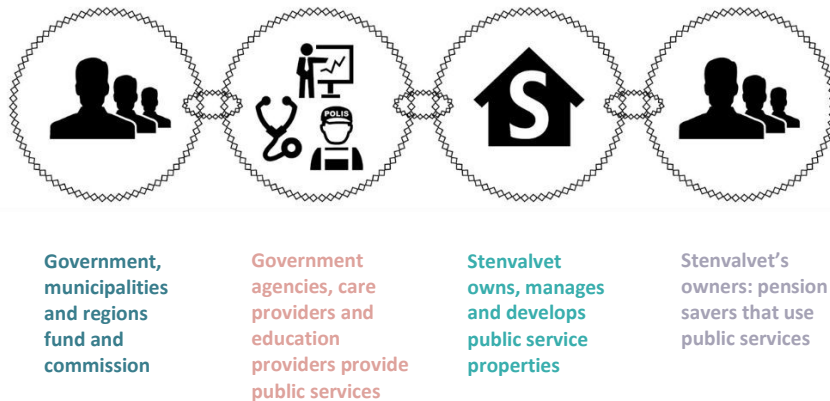 POLIS
S
Government,
municipalities
and regions
fund and
commission
Government
agencies, care
providers and
education
providers provide
public services
Stenvalvet
owns, manages
and develops
public service
properties
Stenvalvet’s
owners: pension
savers that use
public services